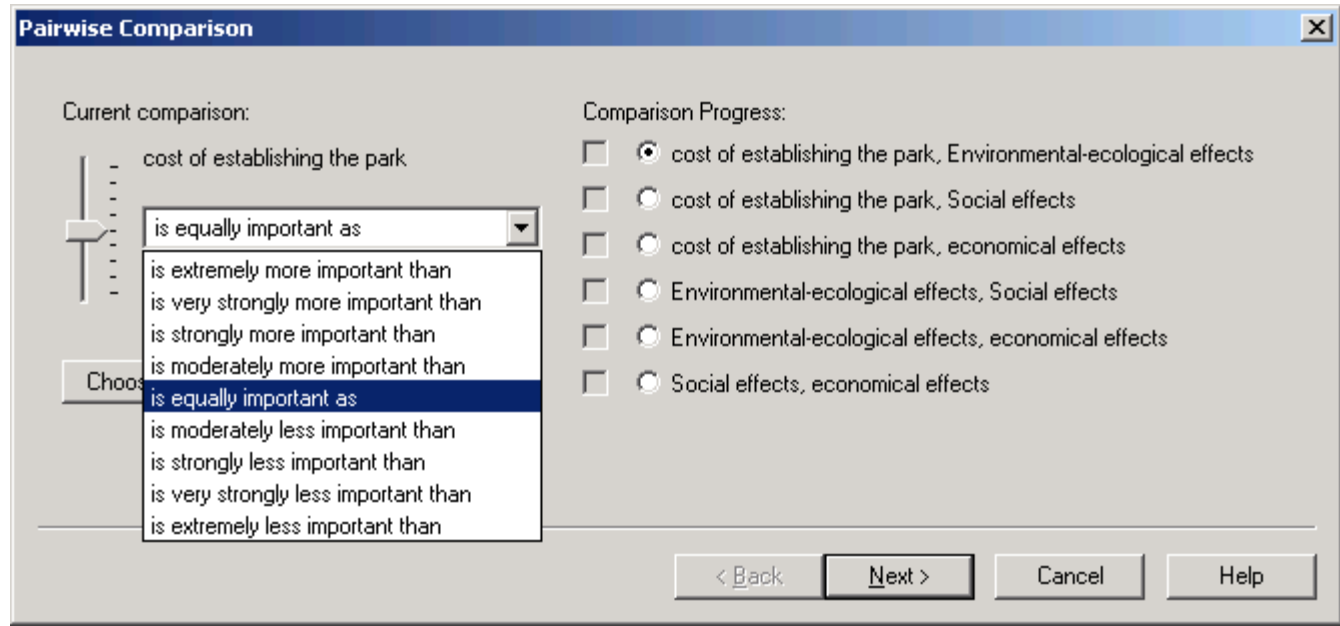 Pairwise Comparison
Current comparison:
cost of establishing the park
is equally important as
is extremely more important than
is very strongly more important than
is strongly more important than
is moderately more important than
is equally important as
is moderately less important than
is strongly less important than
is very strongly less important than
is extremely less important than
Choos
Comparison Progress:
cost of establishing the park, Environmental-ecological effects
cost of establishing the park, Social effects
cost of establishing the park, economical effects
Environmental-ecological effects, Social effects
Environmental-ecological effects, economical effects
Social effects, economical effects
< Back
Next >
Cancel
Help